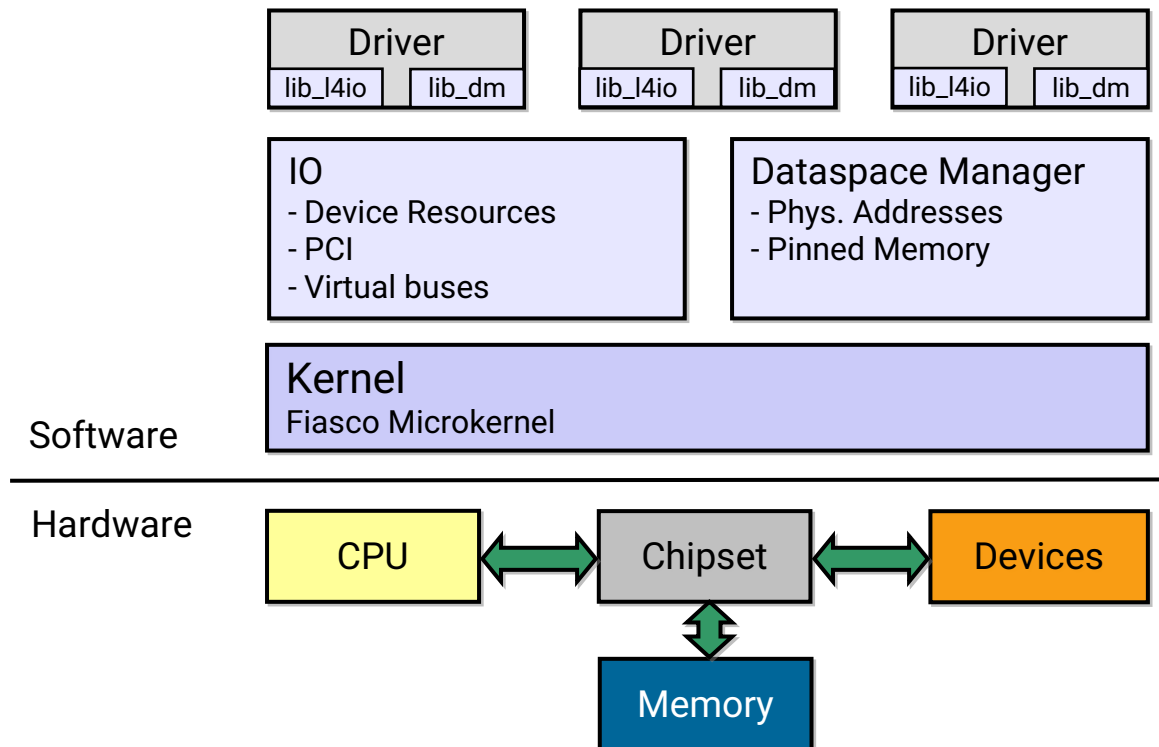 Driver
lib_l4io
lib_dm
Driver
lib_l4io
lib_dm
Driver
lib_l4io
lib_dm
IO
- Device Resources
- PCI
- Virtual buses
Dataspace Manager
- Phys. Addresses
- Pinned Memory
Kernel
Fiasco Microkernel
Software
Hardware
CPU
Chipset
Devices
Memory